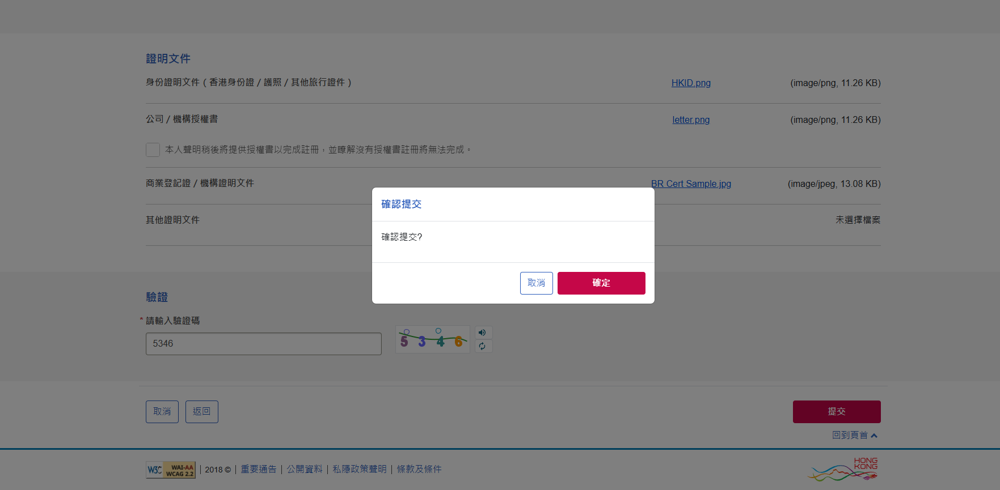 證明文件
身份證明文件 ( 香港身份證 / 護照 / 其他旅行證件 ) HKID.png (image/png, 11.26 KB)
公司 / 機構授權書 letter.png (image/png, 11.26 KB)
本人聲明稍後將提供授權書以完成註冊，並瞭解沒有授權書註冊將無法完成。
商業登記證 / 機構證明文件 BR Cert Sample.jpg (image/jpeg, 13.08 KB)
其他證明文件 未選擇檔案
確認提交
確認提交?
取消 確定
驗證
* 請輸入驗證碼
5346 5 3 4 6
取消 返回 提交
回到頁首
W3C WAI-AA WCAG 2.2 | 2018 © | 重要通告 | 公開資料 | 私隱政策聲明 | 條款及條件
HONG
KONG